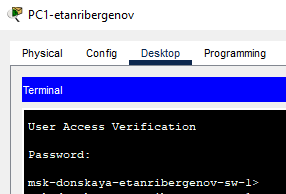 PC1-etanribergenov
Physical Config Desktop Programming
Terminal
User Access Verification
Password:
msk-donskaya-etanribergenov-sw-1>